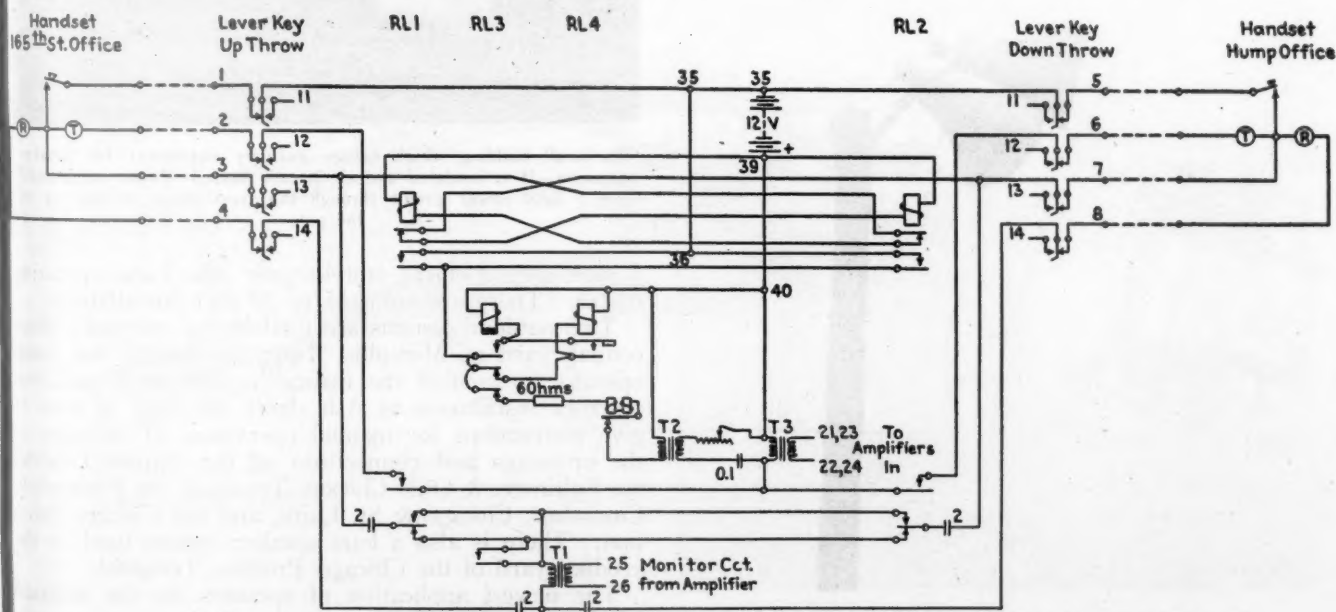 Handset
165th St. Office
Lever Key
Up Throw
RL1
RL3
RL4
RL2
Lever Key
Down Throw
Handset
Hump Office
1
11
2
12
3
13
4
14
R
T
35
35
12 V
+
39
36
40
5
11
6
12
7
13
8
14
T
R
60hms
T2
T3
0.1
21,23 To
Amplifiers
22,24 In
2
2
T1
25 Monitor Cct.
26 from Amplifier
2
2